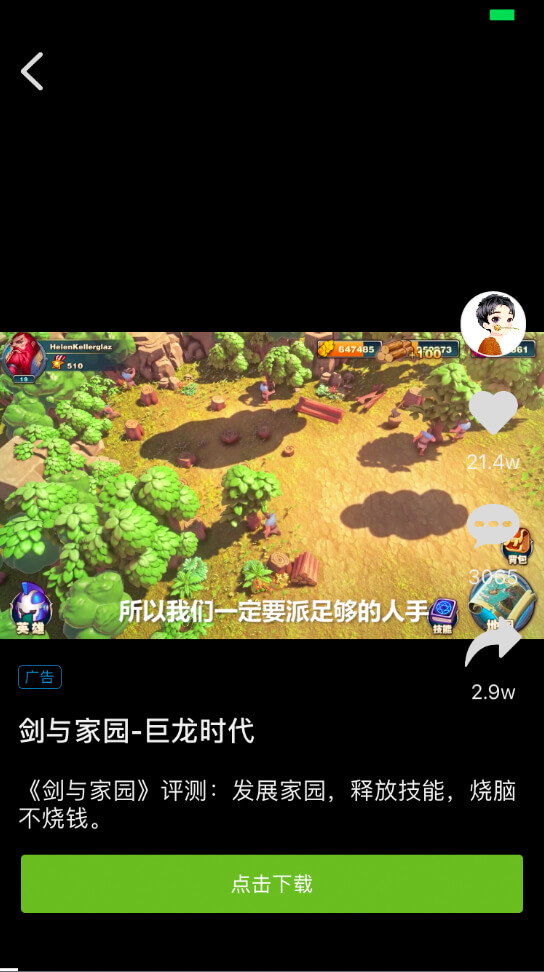 HelenKellerglaz
510
19
647485
+100
21.4w
背包
3065
所以我们一定要派足够的人手
英雄
技能
2.9w
广告
剑与家园-巨龙时代
《剑与家园》评测：发展家园，释放技能，烧脑
不烧钱。
点击下载